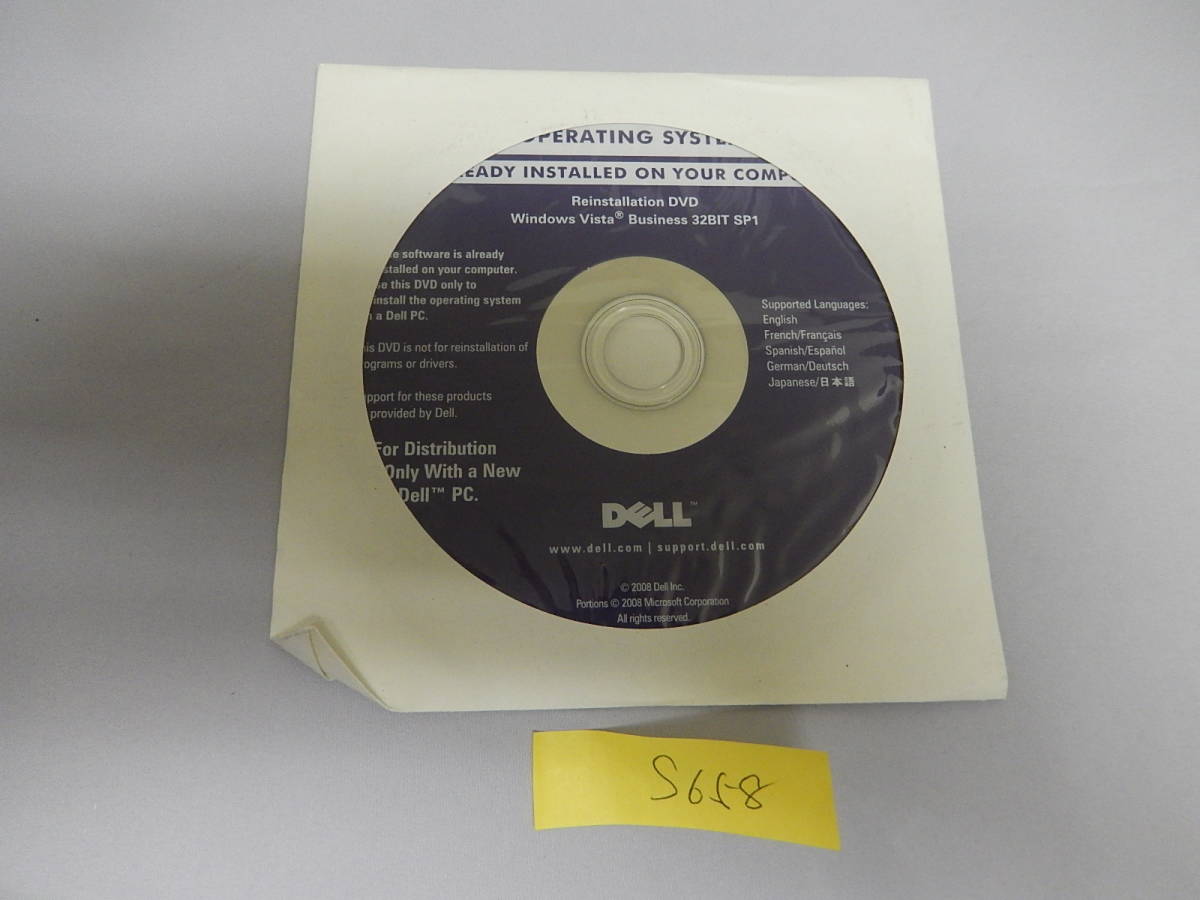 OPERATING SYSTE
EADY INSTALLED ON YOUR COMP
Reinstallation DVD
Windows Vista® Business 32BIT SP1
e software is already
stalled on your computer.
se this DVD only to
install the operating system
n a Dell PC.
is DVD is not for reinstallation of
ograms or drivers.
pport for these products
provided by Dell.
For Distribution
Only With a New
Dell™ PC.
Supported Languages:
English
French/Français
Spanish/Español
German/Deutsch
Japanese/日本語
DELL™
www.dell.com | support.dell.com
© 2008 Dell Inc.
Portions © 2008 Microsoft Corporation
All rights reserved.
S658